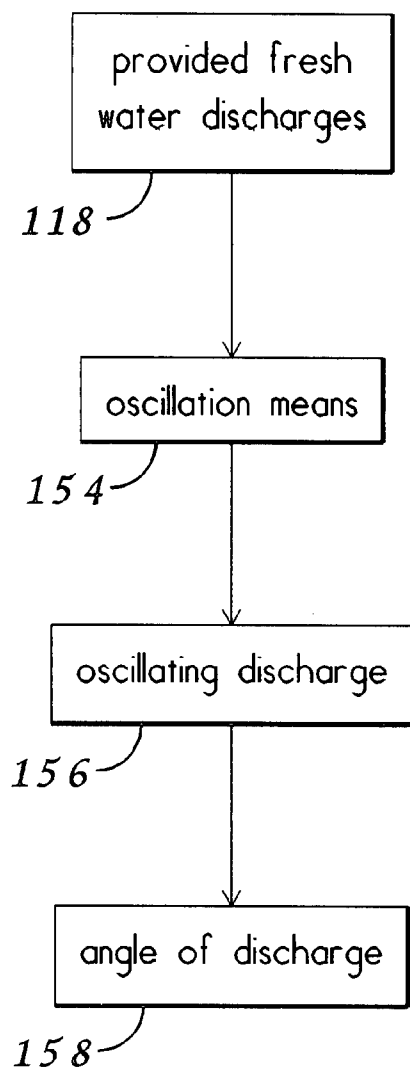 provided fresh
water discharges
118
oscillation means
154
oscillating discharge
156
angle of discharge
158